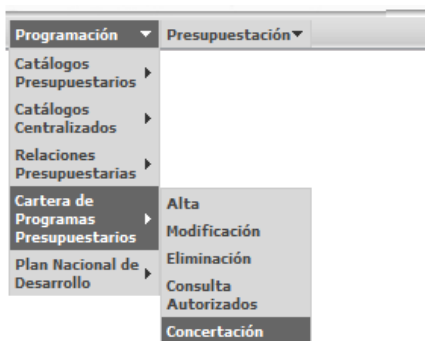 Programación
Presupuestación
Catálogos
Presupuestarios
Catálogos
Centralizados
Relaciones
Presupuestarias
Cartera de
Programas
Presupuestarios
Plan Nacional de
Desarrollo
Alta
Modificación
Eliminación
Consulta
Autorizados
Concertación